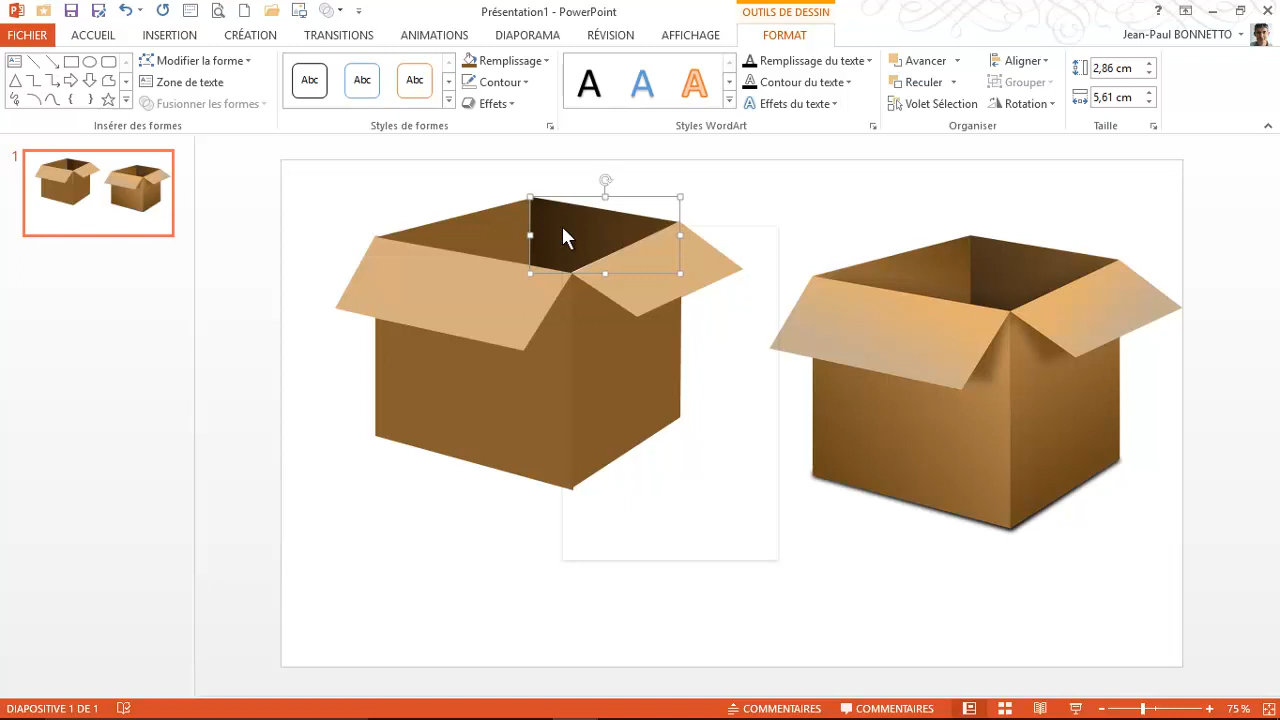 Présentation1 - PowerPoint
OUTILS DE DESSIN
?
FICHIER ACCUEIL INSERTION CRÉATION TRANSITIONS ANIMATIONS DIAPORAMA RÉVISION AFFICHAGE FORMAT Jean-Paul BONNETTO
Modifier la forme
Zone de texte
Fusionner les formes
Insérer des formes
Abc Abc Abc
Remplissage
Contour
Effets
Styles de formes
A A A
Remplissage du texte
Contour du texte
Effets du texte
Styles WordArt
Avancer
Reculer
Volet Sélection
Aligner
Grouper
Rotation
Organiser
2,86 cm
5,61 cm
Taille
1
DIAPOSITIVE 1 DE 1 COMMENTAIRES COMMENTAIRES 75 %